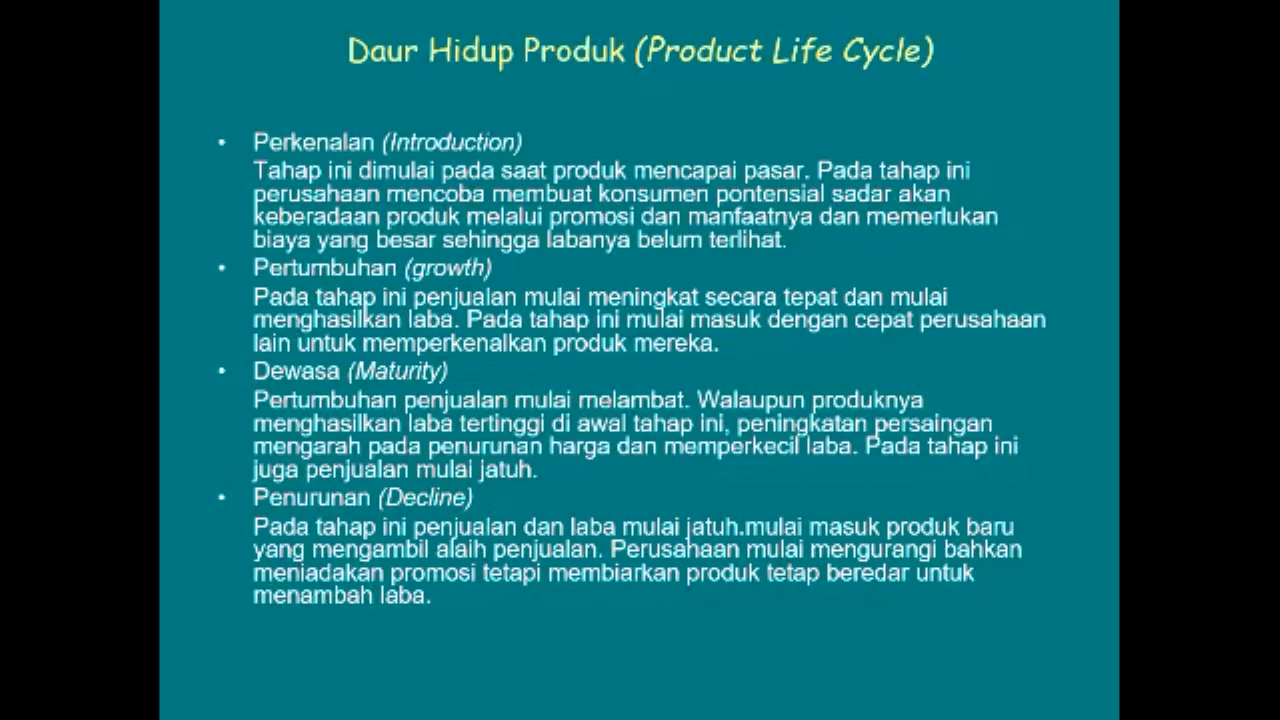 Daur Hidup Produk (Product Life Cycle)
• Perkenalan (Introduction)
Tahap ini dimulai pada saat produk mencapai pasar. Pada tahap ini
perusahaan mencoba membuat konsumen pontensial sadar akan
keberadaan produk melalui promosi dan manfaatnya dan memerlukan
biaya yang besar sehingga labanya belum terlihat.
• Pertumbuhan (growth)
Pada tahap ini penjualan mulai meningkat secara tepat dan mulai
menghasilkan laba. Pada tahap ini mulai masuk dengan cepat perusahaan
lain untuk memperkenalkan produk mereka.
• Dewasa (Maturity)
Pertumbuhan penjualan mulai melambat. Walaupun produknya
menghasilkan laba tertinggi di awal tahap ini, peningkatan persaingan
mengarah pada penurunan harga dan memperkecil laba. Pada tahap ini
juga penjualan mulai jatuh.
• Penurunan (Decline)
Pada tahap ini penjualan dan laba mulai jatuh.mulai masuk produk baru
yang mengambil alaih penjualan. Perusahaan mulai mengurangi bahkan
meniadakan promosi tetapi membiarkan produk tetap beredar untuk
menambah laba.